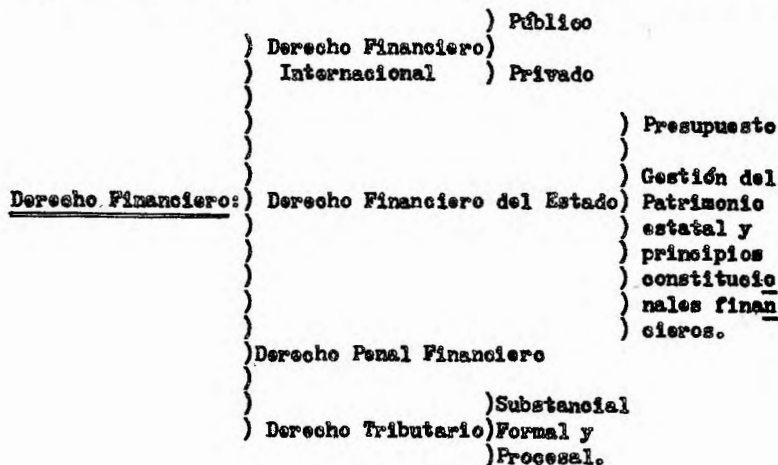 ) Público
) Derecho Financiero)
) Internacional ) Privado
)
)
) ) Presupuesto
) )
) ) Gestión del
Derecho Financiero:) Derecho Financiero del Estado) Patrimonio
) ) estatal y
) ) principios
) ) constitucio
) ) nales finan
) ) cieros.
)Derecho Penal Financiero
)
) )Substancial
) Derecho Tributario)Formal y
)Procesal.